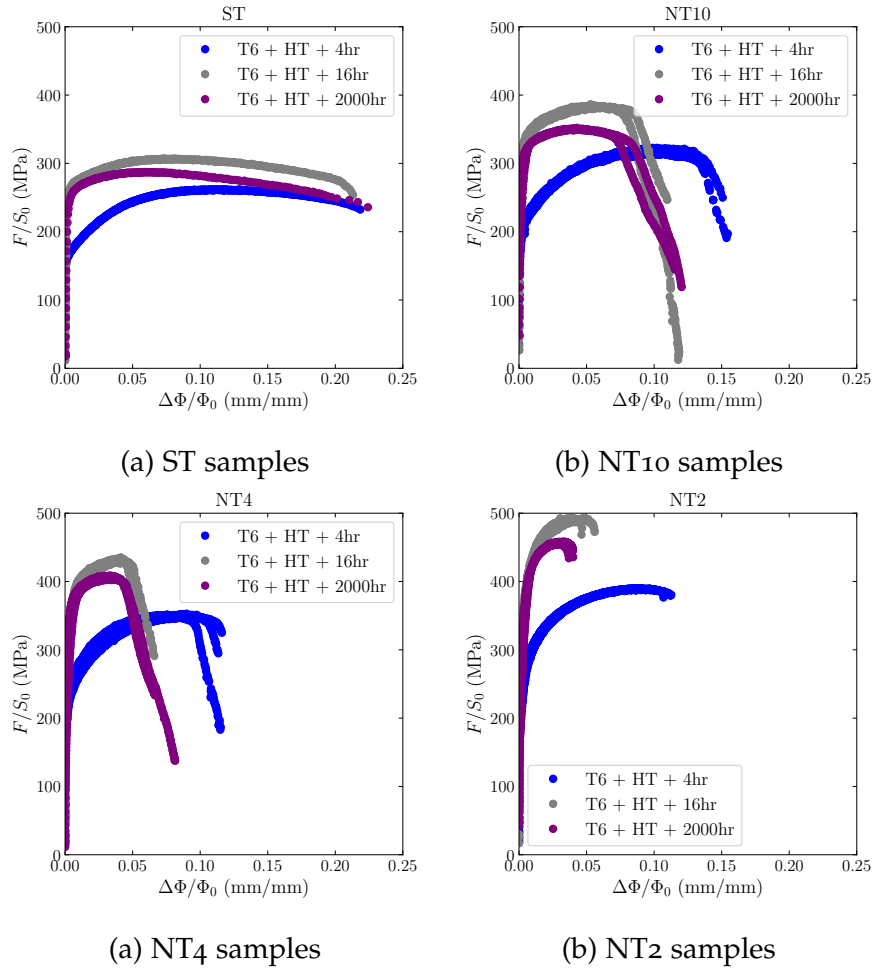 ST
500
400
300
200
100
0
F/S₀ (MPa)
T6 + HT + 4hr
T6 + HT + 16hr
T6 + HT + 2000hr
0.00 0.05 0.10 0.15 0.20 0.25
ΔΦ/Φ₀ (mm/mm)
(a) ST samples
NT10
500
400
300
200
100
0
F/S₀ (MPa)
T6 + HT + 4hr
T6 + HT + 16hr
T6 + HT + 2000hr
0.00 0.05 0.10 0.15 0.20 0.25
ΔΦ/Φ₀ (mm/mm)
(b) NT10 samples
NT4
500
400
300
200
100
0
F/S₀ (MPa)
T6 + HT + 4hr
T6 + HT + 16hr
T6 + HT + 2000hr
0.00 0.05 0.10 0.15 0.20 0.25
ΔΦ/Φ₀ (mm/mm)
(a) NT4 samples
NT2
500
400
300
200
100
0
F/S₀ (MPa)
T6 + HT + 4hr
T6 + HT + 16hr
T6 + HT + 2000hr
0.00 0.05 0.10 0.15 0.20 0.25
ΔΦ/Φ₀ (mm/mm)
(b) NT2 samples